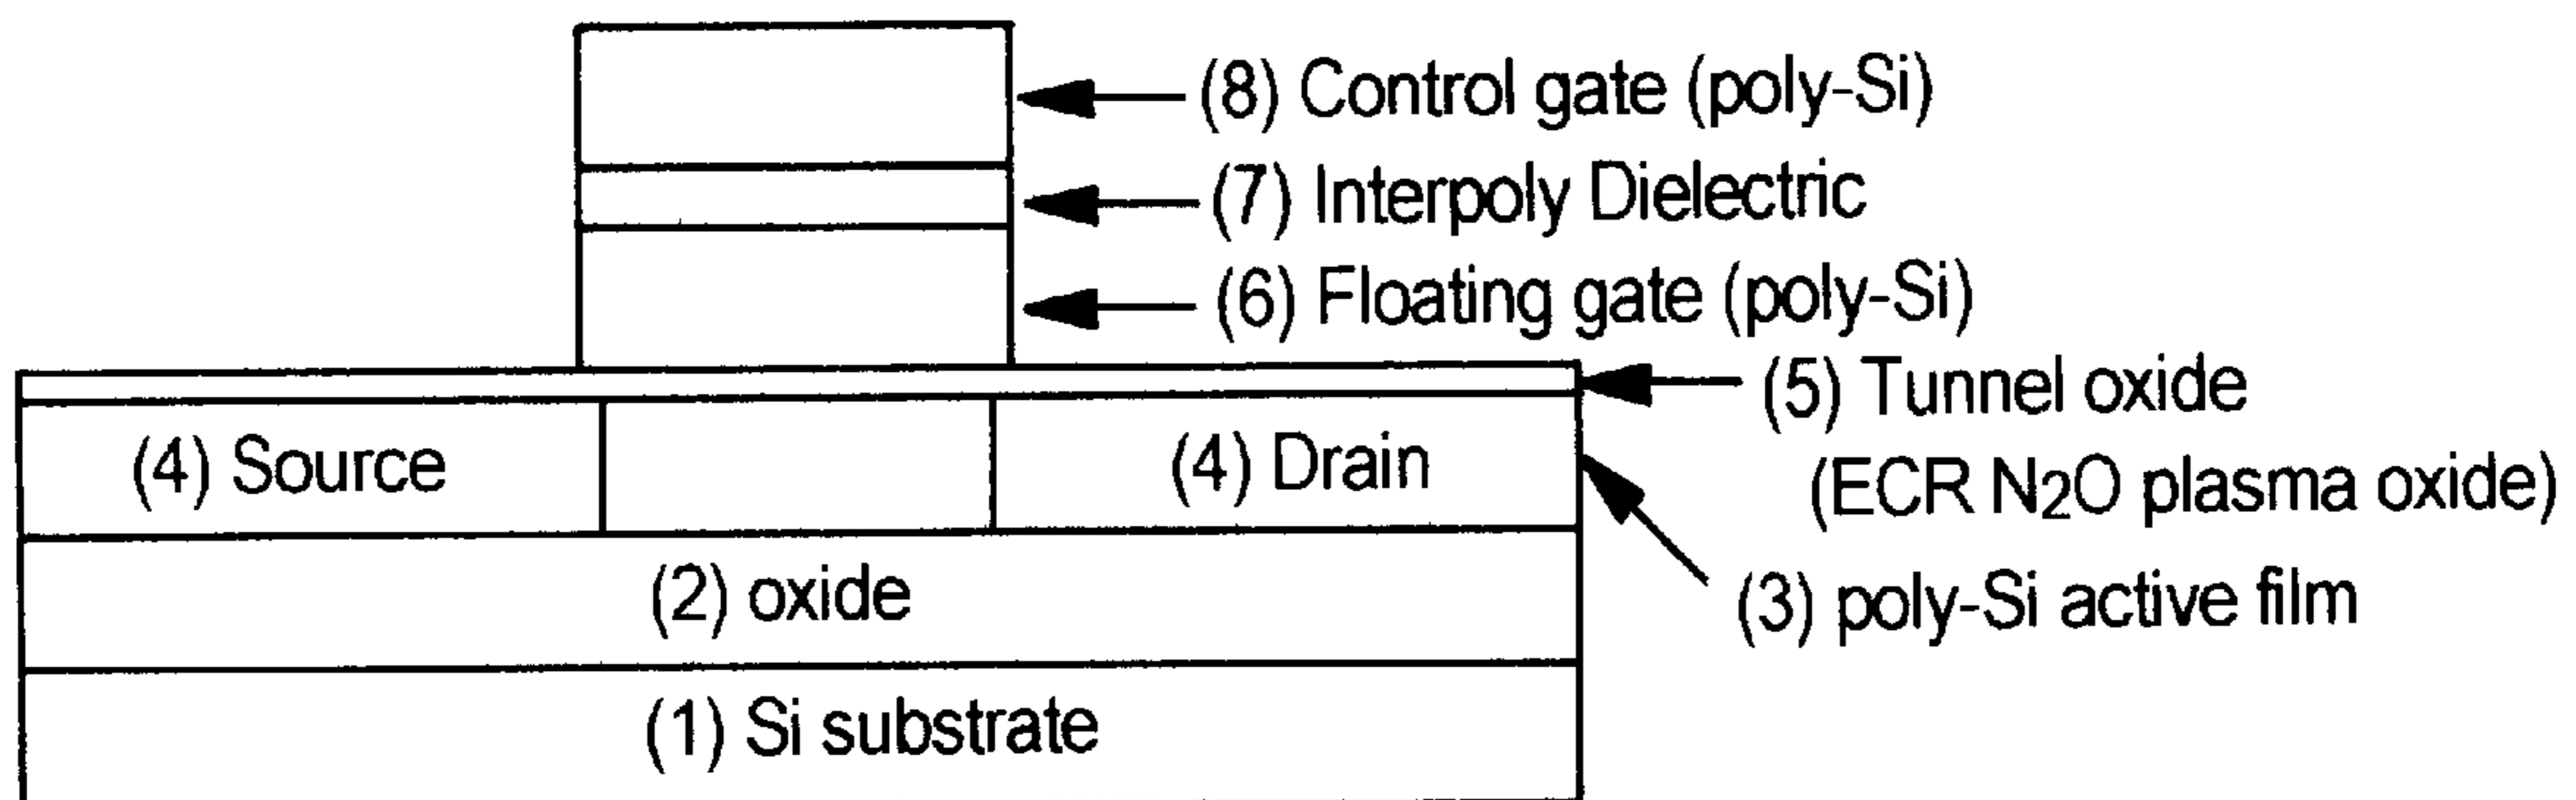 (8) Control gate (poly-Si)
(7) Interpoly Dielectric
(6) Floating gate (poly-Si)
(5) Tunnel oxide
(ECR N2O plasma oxide)
(4) Source
(4) Drain
(3) poly-Si active film
(2) oxide
(1) Si substrate